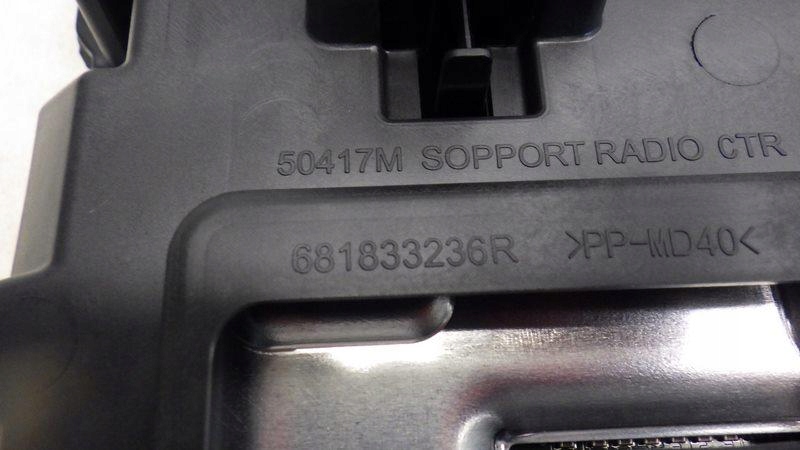 50417M SOPPORT RADIO CTR
681833236R >PP-MD40<